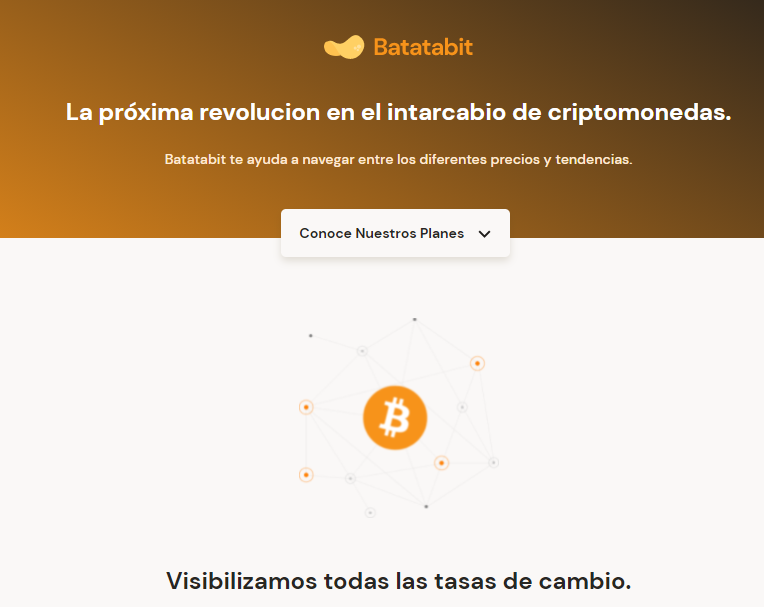 Batatabit
La próxima revolucion en el intarcabio de criptomonedas.
Batatabit te ayuda a navegar entre los diferentes precios y tendencias.
Conoce Nuestros Planes
Visibilizamos todas las tasas de cambio.